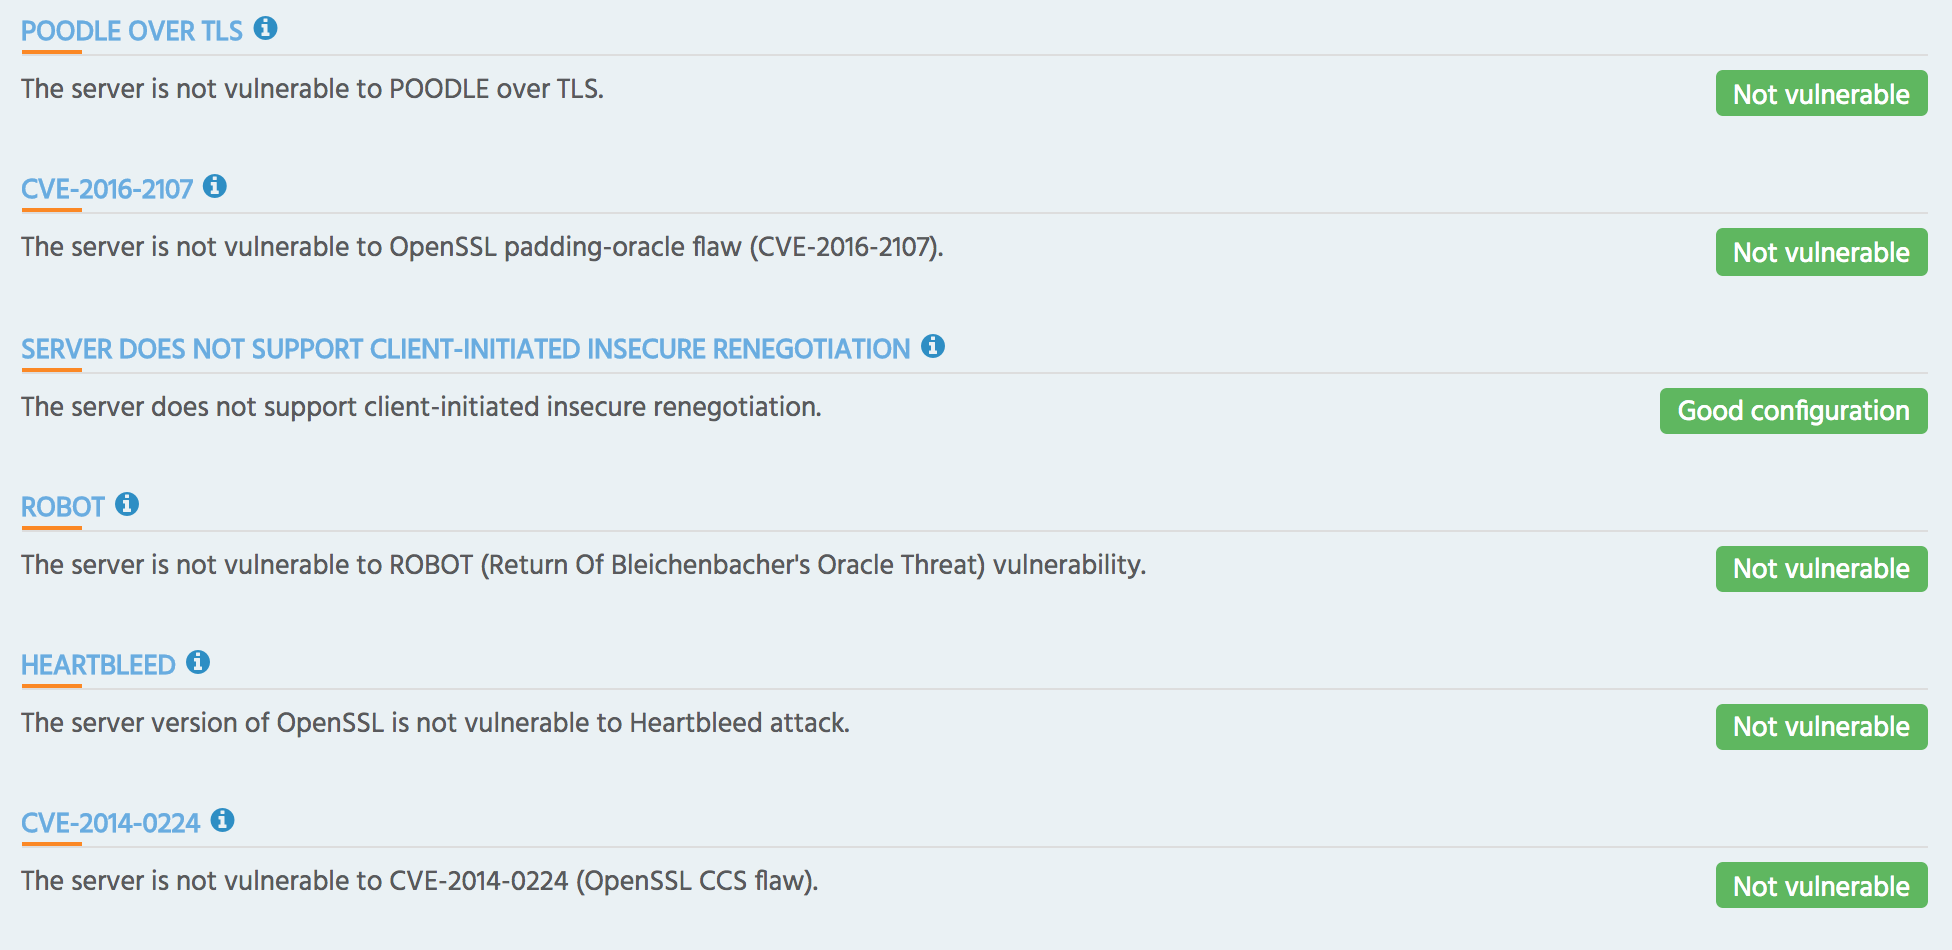 POODLE OVER TLS
The server is not vulnerable to POODLE over TLS.
Not vulnerable
CVE-2016-2107
The server is not vulnerable to OpenSSL padding-oracle flaw (CVE-2016-2107).
Not vulnerable
SERVER DOES NOT SUPPORT CLIENT-INITIATED INSECURE RENEGOTIATION
The server does not support client-initiated insecure renegotiation.
Good configuration
ROBOT
The server is not vulnerable to ROBOT (Return Of Bleichenbacher's Oracle Threat) vulnerability.
Not vulnerable
HEARTBLEED
The server version of OpenSSL is not vulnerable to Heartbleed attack.
Not vulnerable
CVE-2014-0224
The server is not vulnerable to CVE-2014-0224 (OpenSSL CCS flaw).
Not vulnerable